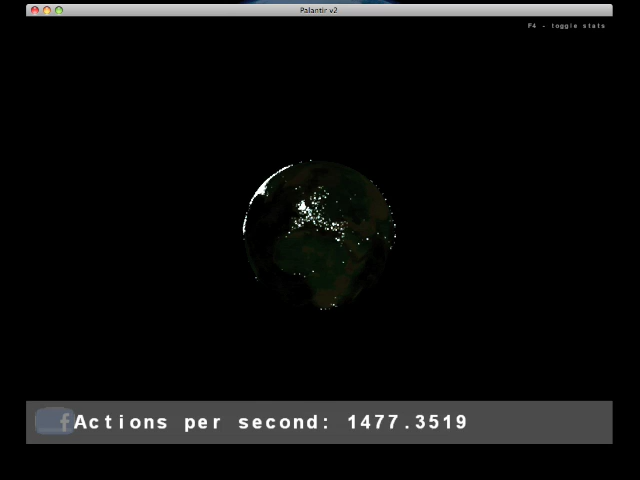 Palantir v2
F4 - toggle stats
f Actions per second: 1477.3519